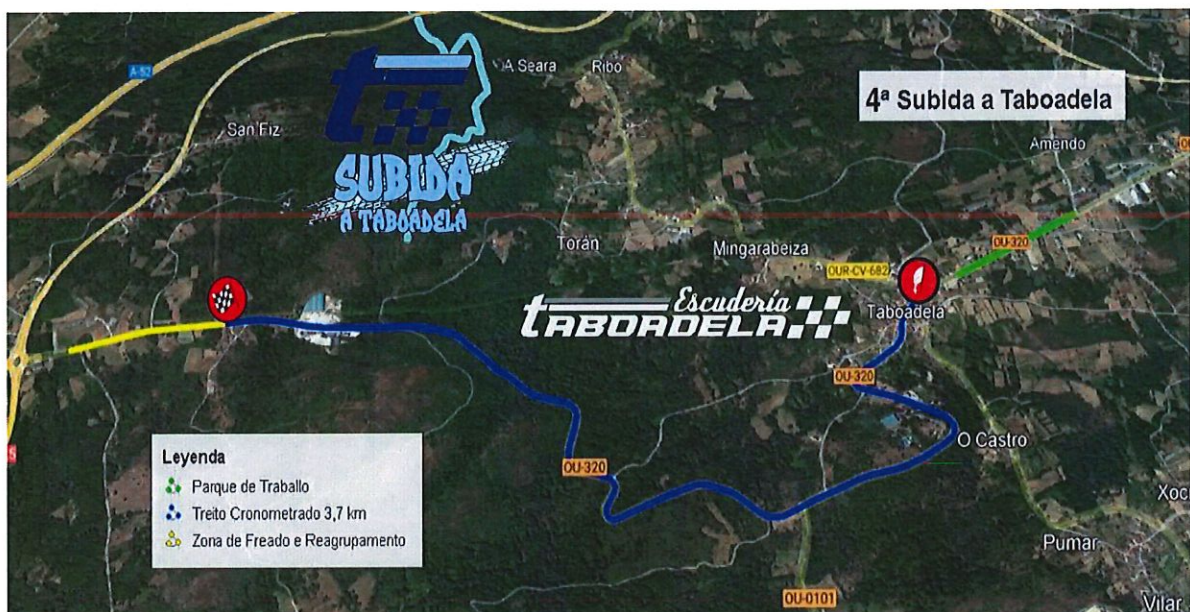 A-52
A Seara
Ribo
4ª Subida a Taboadela
San Fiz
Amendo
t
SUBIDA
A TABOADELA
Torán
Mingarabeiza
OU-320
OUR-CV-682
Escudería
TABOADELA
Taboadela
OU-320
O Castro
OU-320
Leyenda
Parque de Traballo
Treito Cronometrado 3,7 km
Zona de Freado e Reagrupamento
Pumar
OU-0101
Vilar